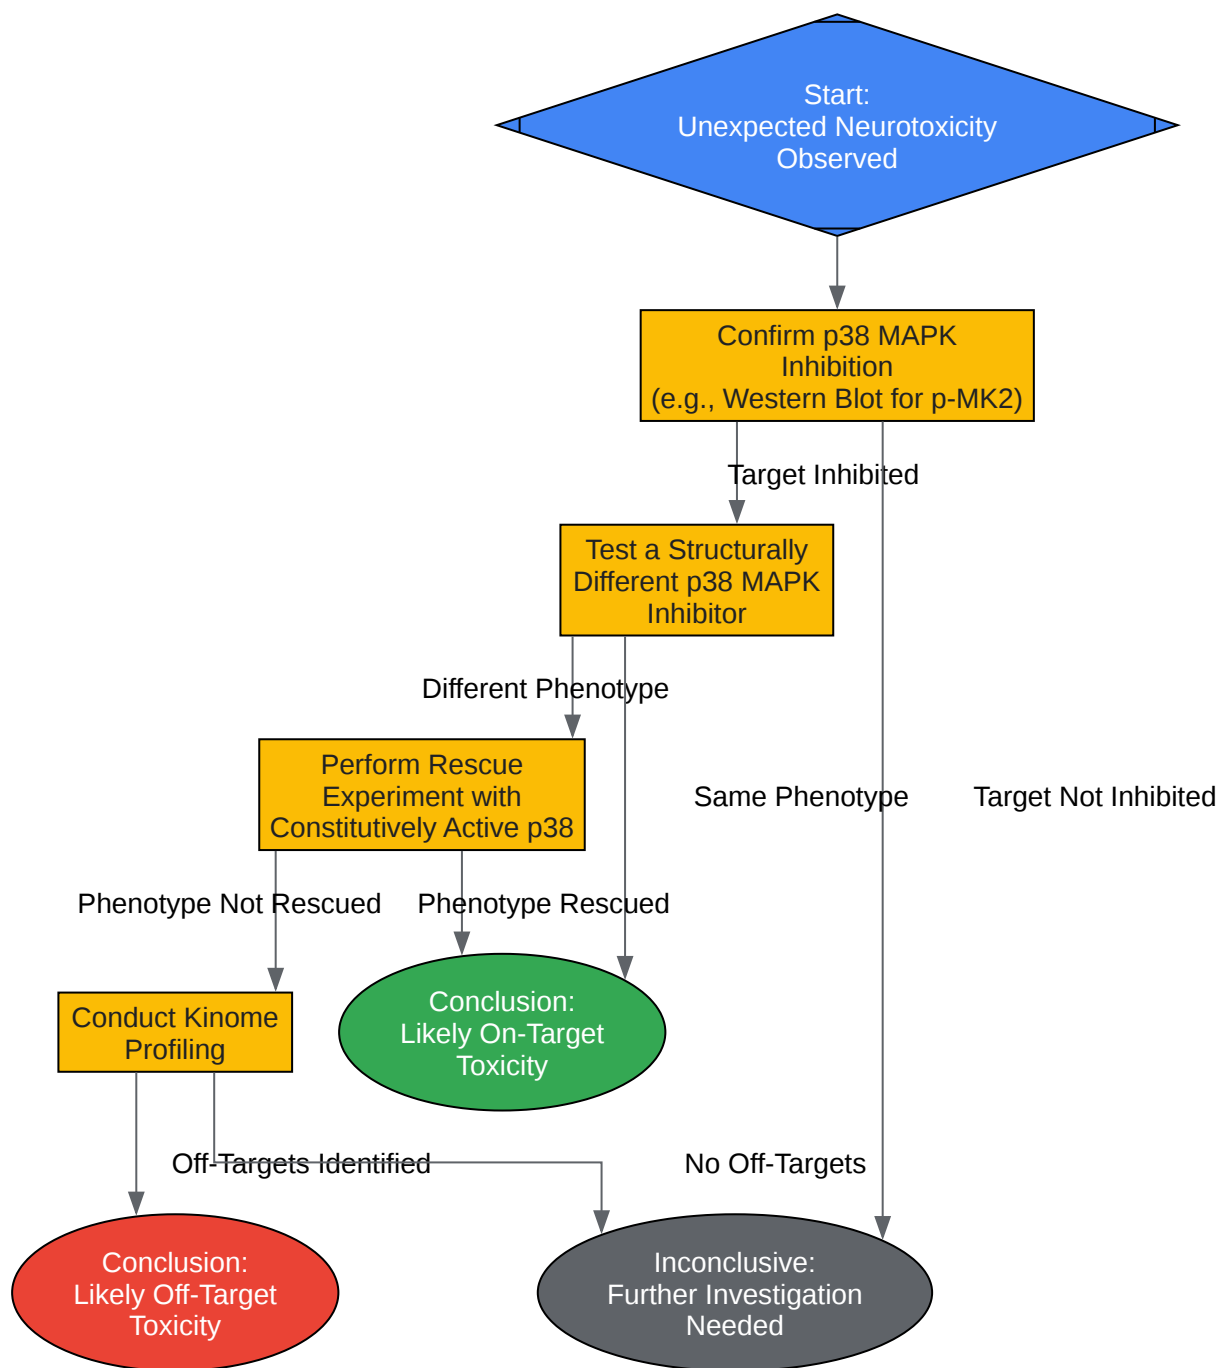 Start:
Unexpected Neurotoxicity
Observed
Confirm p38 MAPK
Inhibition
(e.g., Western Blot for p-MK2)
Target Inhibited
Test a Structurally
Different p38 MAPK
Inhibitor
Different Phenotype
Perform Rescue
Experiment with
Constitutively Active p38
Same Phenotype
Target Not Inhibited
Phenotype Not Rescued
Phenotype Rescued
Conduct Kinome
Profiling
Conclusion:
Likely On-Target
Toxicity
Off-Targets Identified
No Off-Targets
Conclusion:
Likely Off-Target
Toxicity
Inconclusive:
Further Investigation
Needed